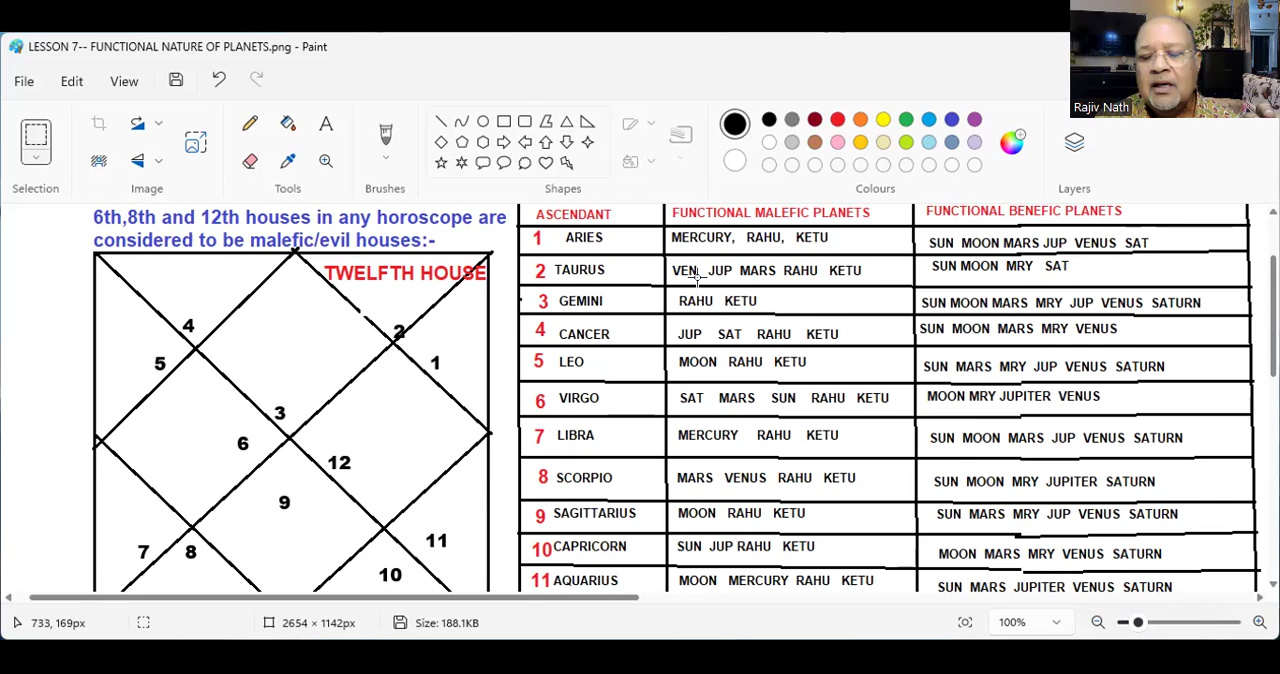 LESSON 7-- FUNCTIONAL NATURE OF PLANETS.png - Paint
File Edit View
Rajiv Nath
A
Selection Image Tools Brushes Shapes Colours Layers
6th,8th and 12th houses in any horoscope are
considered to be malefic/evil houses:-
TWELFTH HOUSE
4
2
5
1
3
6
12
9
11
7 8
10
ASCENDANT FUNCTIONAL MALEFIC PLANETS FUNCTIONAL BENEFIC PLANETS
1 ARIES MERCURY, RAHU, KETU SUN MOON MARS JUP VENUS SAT
2 TAURUS VEN JUP MARS RAHU KETU SUN MOON MRY SAT
3 GEMINI RAHU KETU SUN MOON MARS MRY JUP VENUS SATURN
4 CANCER JUP SAT RAHU KETU SUN MOON MARS MRY VENUS
5 LEO MOON RAHU KETU SUN MARS MRY JUP VENUS SATURN
6 VIRGO SAT MARS SUN RAHU KETU MOON MRY JUPITER VENUS
7 LIBRA MERCURY RAHU KETU SUN MOON MARS JUP VENUS SATURN
8 SCORPIO MARS VENUS RAHU KETU SUN MOON MRY JUPITER SATURN
9 SAGITTARIUS MOON RAHU KETU SUN MARS MRY JUP VENUS SATURN
10 CAPRICORN SUN JUP RAHU KETU MOON MARS MRY VENUS SATURN
11 AQUARIUS MOON MERCURY RAHU KETU SUN MARS JUPITER VENUS SATURN
733, 169px 2654 × 1142px Size: 188.1KB 100%